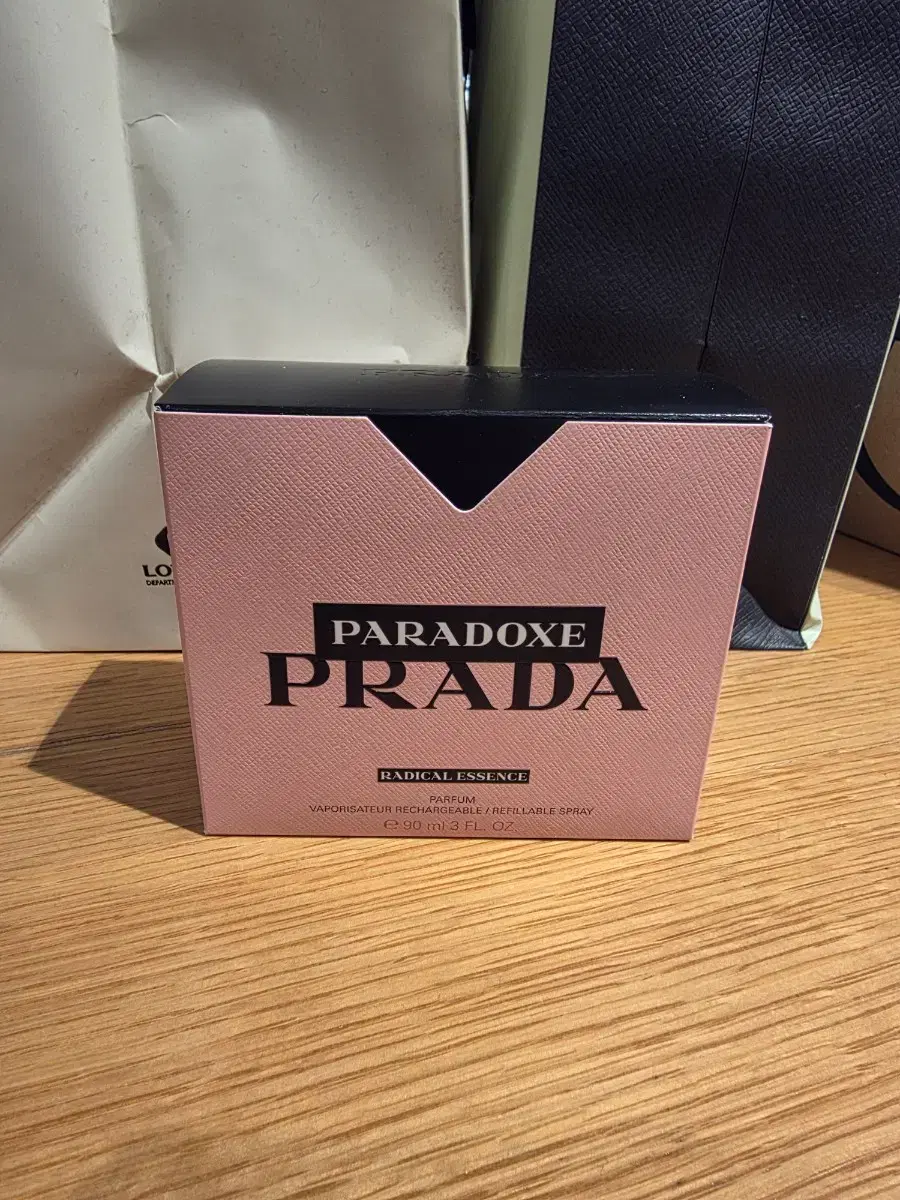 PARADOXE
PRADA
RADICAL ESSENCE
PARFUM
VAPORISATEUR RECHARGEABLE / REFILLABLE SPRAY
℮ 90 ml 3 FL. OZ.